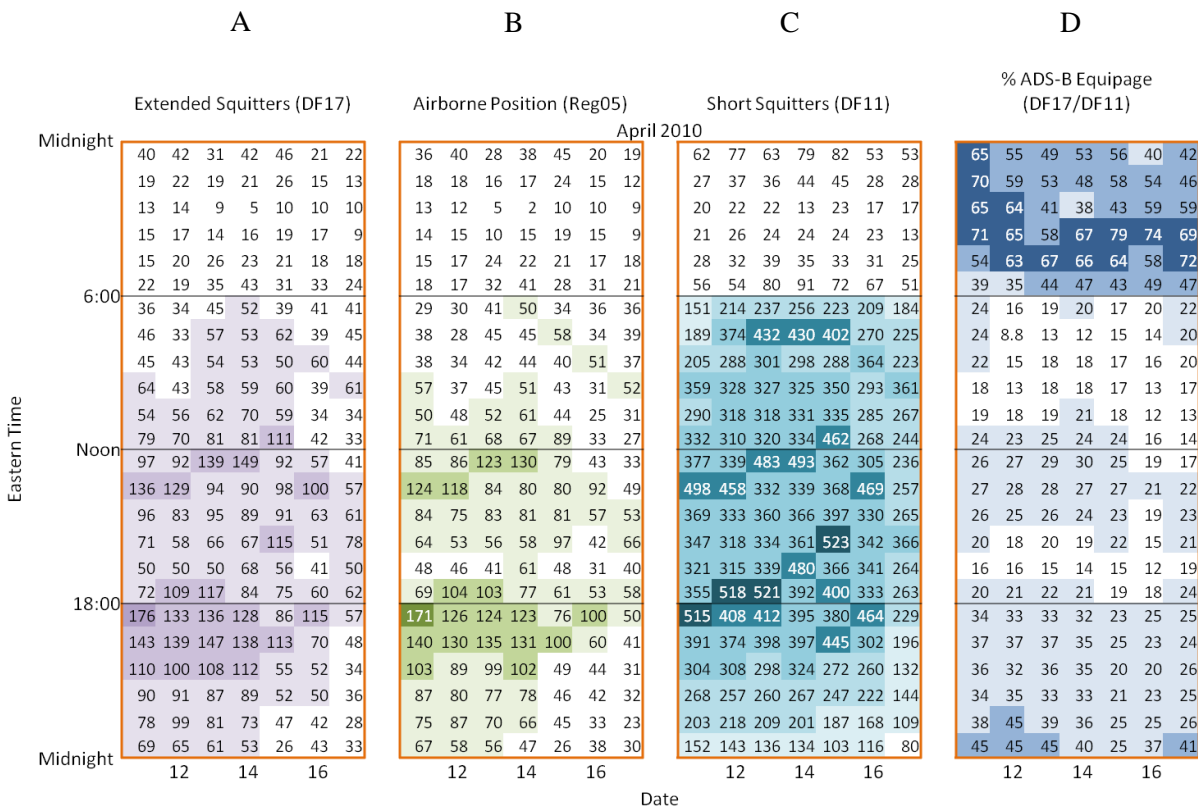 A B C D
% ADS-B Equipage
Extended Squitters (DF17) Airborne Position (Reg05) Short Squitters (DF11) (DF17/DF11)
April 2010
Midnight
40 42 31 42 46 21 22 36 40 28 38 45 20 19 62 77 63 79 82 53 53 65 55 49 53 56 40 42
19 22 19 21 26 15 13 18 18 16 17 24 15 12 27 37 36 44 45 28 28 70 59 53 48 58 54 46
13 14 9 5 10 10 10 13 12 5 2 10 10 9 20 22 22 13 23 17 17 65 64 41 38 43 59 59
15 17 14 16 19 17 9 14 15 10 15 19 15 9 21 26 24 24 24 23 13 71 65 58 67 79 74 69
15 20 26 23 21 18 18 15 17 24 22 21 17 18 28 32 39 35 33 31 25 54 63 67 66 64 58 72
22 19 35 43 31 33 24 18 17 32 41 28 31 21 56 54 80 91 72 67 51 39 35 44 47 43 49 47
6:00
36 34 45 52 39 41 41 29 30 41 50 34 36 36 151 214 237 256 223 209 184 24 16 19 20 17 20 22
46 33 57 53 62 39 45 38 28 45 45 58 34 39 189 374 432 430 402 270 225 24 8.8 13 12 15 14 20
45 43 54 53 50 60 44 38 34 42 44 40 51 37 205 288 301 298 288 364 223 22 15 18 18 17 16 20
64 43 58 59 60 39 61 57 37 45 51 43 31 52 359 328 327 325 350 293 361 18 13 18 18 17 13 17
54 56 62 70 59 34 34 50 48 52 61 44 25 31 290 318 318 331 335 285 267 19 18 19 21 18 12 13
79 70 81 81 111 42 33 71 61 68 67 89 33 27 332 310 320 334 462 268 244 24 23 25 24 24 16 14
Noon
97 92 139 149 92 57 41 85 86 123 130 79 43 33 377 339 483 493 362 305 236 26 27 29 30 25 19 17
136 129 94 90 98 100 57 124 118 84 80 80 92 49 498 458 332 339 368 469 257 27 28 28 27 27 21 22
96 83 95 89 91 63 61 84 75 83 81 81 57 53 369 333 360 366 397 330 265 26 25 26 24 23 19 23
71 58 66 67 115 51 78 64 53 56 58 97 42 66 347 318 334 361 523 342 366 20 18 20 19 22 15 21
50 50 50 68 56 41 50 48 46 41 61 48 31 40 321 315 339 480 366 341 264 16 16 15 14 15 12 19
72 109 117 84 75 60 62 69 104 103 77 61 53 58 355 518 521 392 400 333 263 20 21 22 21 19 18 24
18:00
176 133 136 128 86 115 57 171 126 124 123 76 100 50 515 408 412 395 380 464 229 34 33 33 32 23 25 25
143 139 147 138 113 70 48 140 130 135 131 100 60 41 391 374 398 397 445 302 196 37 37 37 35 25 23 24
110 100 108 112 55 52 34 103 89 99 102 49 44 31 304 308 298 324 272 260 132 36 32 36 35 20 20 26
90 91 87 89 52 50 36 87 80 77 78 46 42 32 268 257 260 267 247 222 144 34 35 33 33 21 23 25
78 99 81 73 47 42 28 75 87 70 66 45 33 23 203 218 209 201 187 168 109 38 45 39 36 25 25 26
69 65 61 53 26 43 33 67 58 56 47 26 38 30 152 143 136 134 103 116 80 45 45 45 40 25 37 41
Midnight
12 14 16 12 14 16 12 14 16 12 14 16
Date
Eastern Time